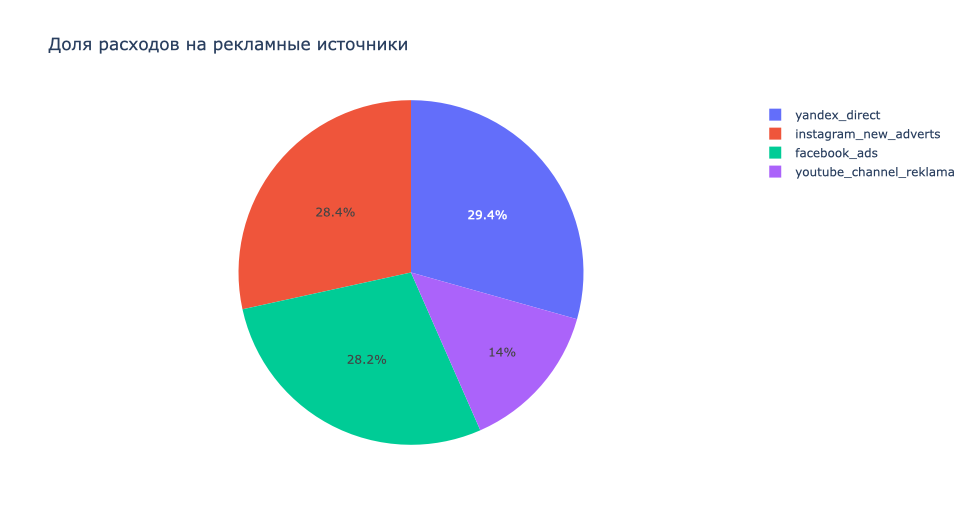 Доля расходов на рекламные источники
yandex_direct
instagram_new_adverts
facebook_ads
youtube_channel_reklama
28.4%
29.4%
14%
28.2%